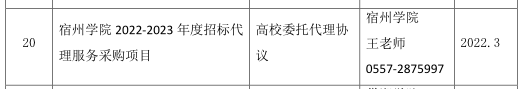 20
宿州学院 2022-2023 年度招标代
理服务采购项目
高校委托代理协
议
宿州学院
王老师
0557-2875997
2022.3